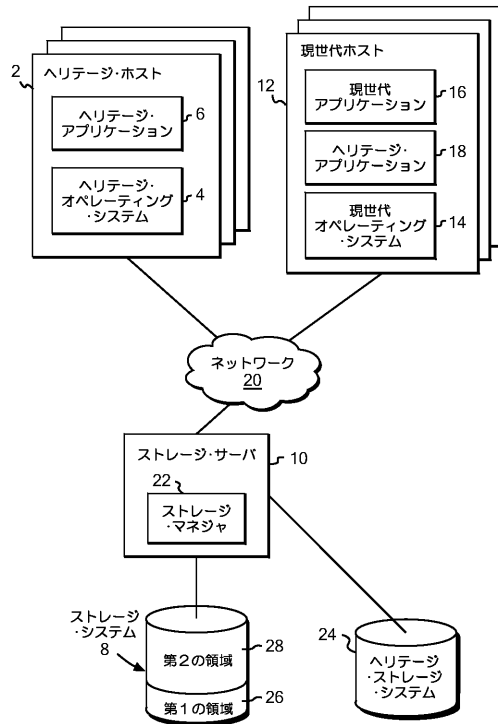 2
ヘリテージ・ホスト
ヘリテージ・
アプリケーション
6
ヘリテージ・
オペレーティング・
システム
4
12
現世代ホスト
現世代
アプリケーション
16
ヘリテージ・
アプリケーション
18
現世代
オペレーティング・
システム
14
ネットワーク
20
ストレージ・サーバ
10
22
ストレージ
・マネジャ
ストレージ
・システム
8
第2の領域
28
第1の領域
26
24
ヘリテージ
・ストレージ
・システム